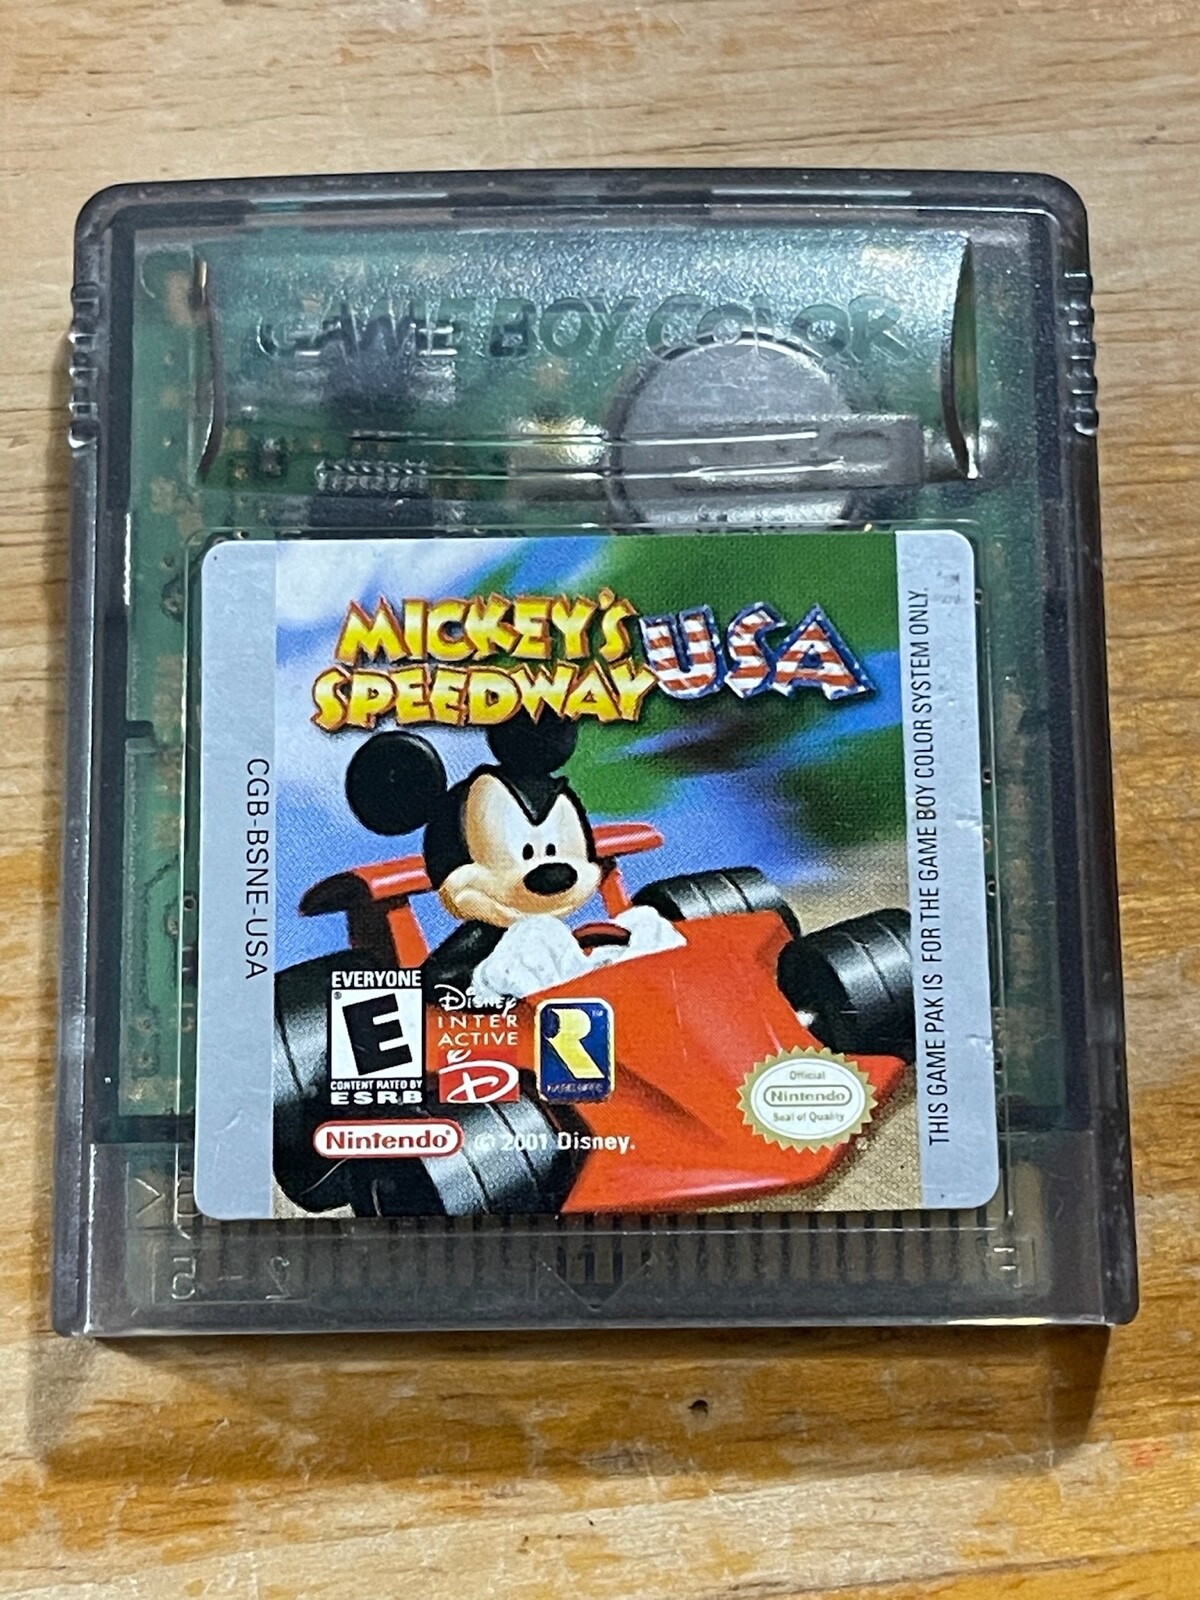 GAME BOY COLOR
MICKEY'S
SPEEDWAY
USA
CGB-BSNE-USA
THIS GAME PAK IS FOR THE GAME BOY COLOR SYSTEM ONLY.
EVERYONE
E
CONTENT RATED BY
ESRB
Disney
INTER
ACTIVE
D
R
Nintendo®
© 2001 Disney.
Official
Nintendo
Seal of Quality